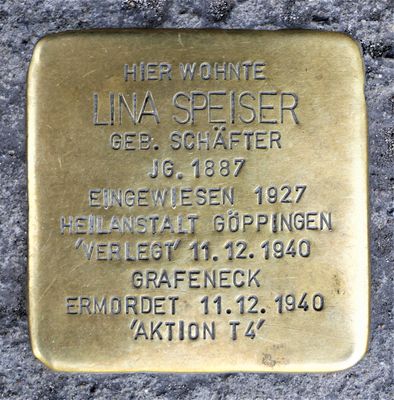 HIER WOHNTE
LINA SPEISER
GEB. SCHÄFTER
JG. 1887
EINGEWIESEN 1927
HEILANSTALT GÖPPINGEN
'VERLEGT' 11.12.1940
GRAFENECK
ERMORDET 11.12.1940
'AKTION T4'